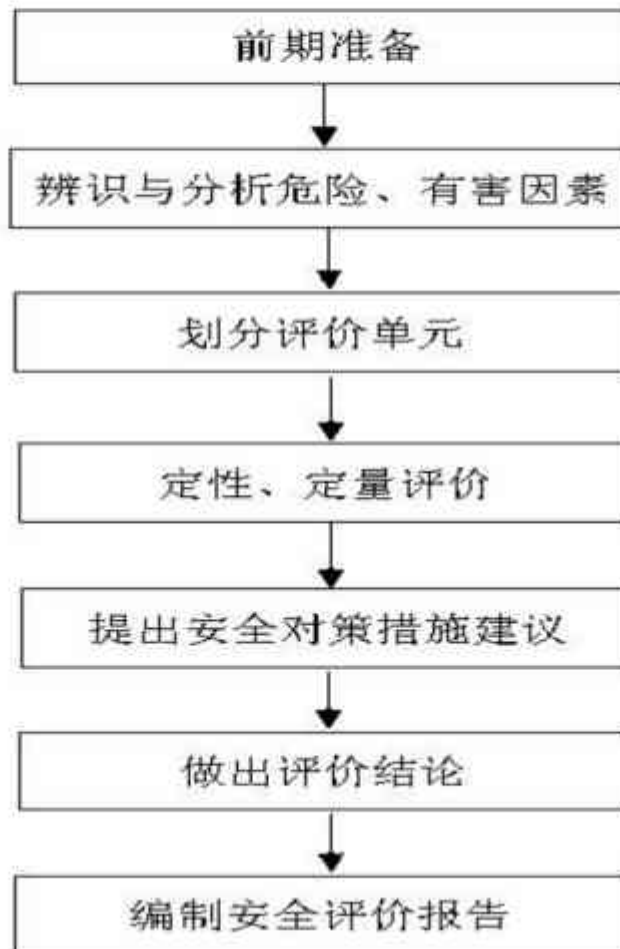 前期准备
辨识与分析危险、有害因素
划分评价单元
定性、定量评价
提出安全对策措施建议
做出评价结论
编制安全评价报告